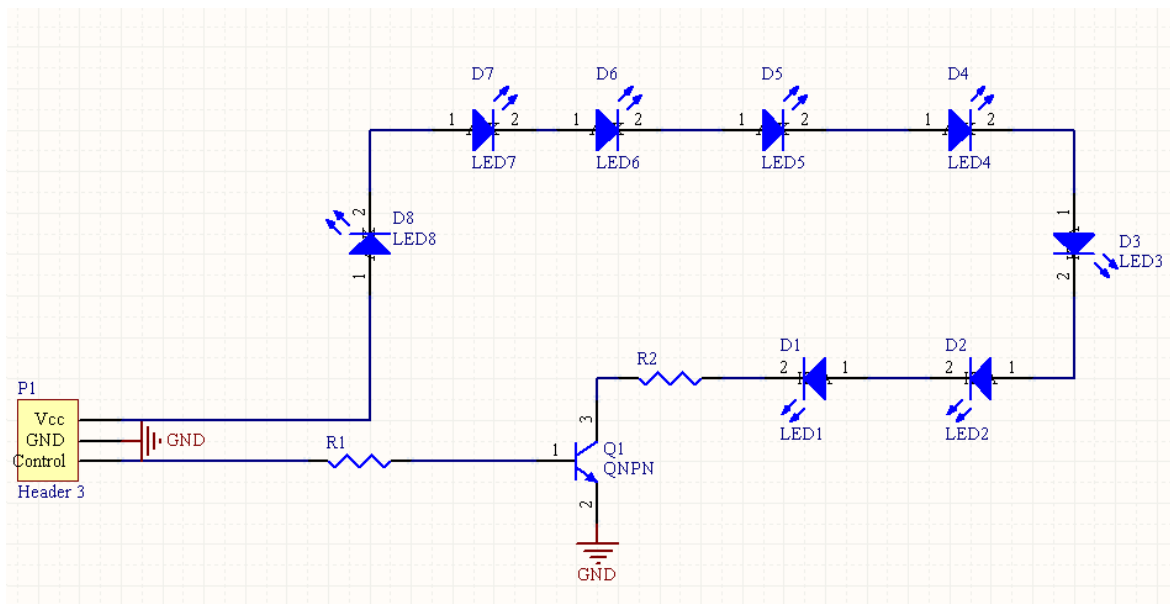 D7
D6
D5
D4
1 2 1 2 1 2 1 2
LED7
LED6
LED5
LED4
2
D8
LED8
1
1
D3
LED3
2
P1
Vcc
GND
Control
Header 3
GND
R1
R2
D1
2 1
LED1
D2
2 1
LED2
3
1
Q1
QNPN
2
GND